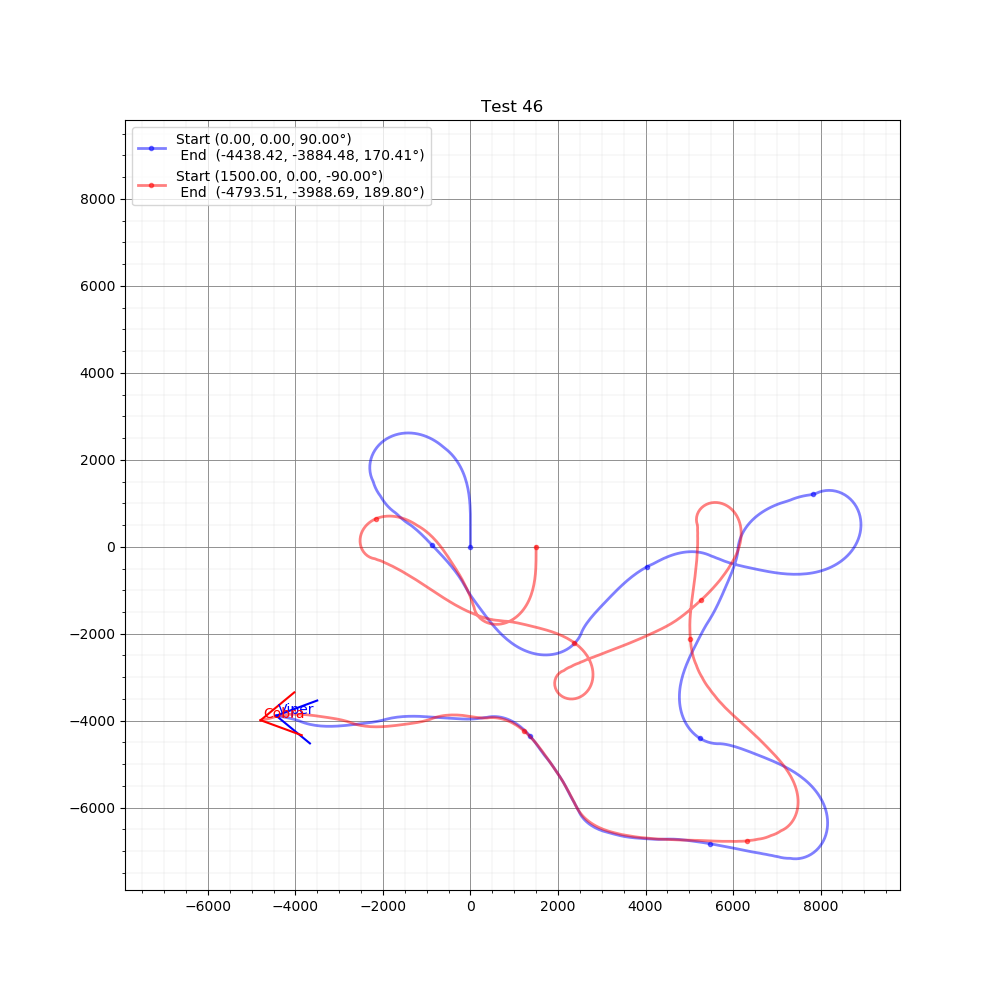 Test 46
Start (0.00, 0.00, 90.00°)
End (-4438.42, -3884.48, 170.41°)
Start (1500.00, 0.00, -90.00°)
End (-4793.51, -3988.69, 189.80°)
8000
6000
4000
2000
0
−2000
−4000
−6000
Viper
Cobra
−6000 −4000 −2000 0 2000 4000 6000 8000